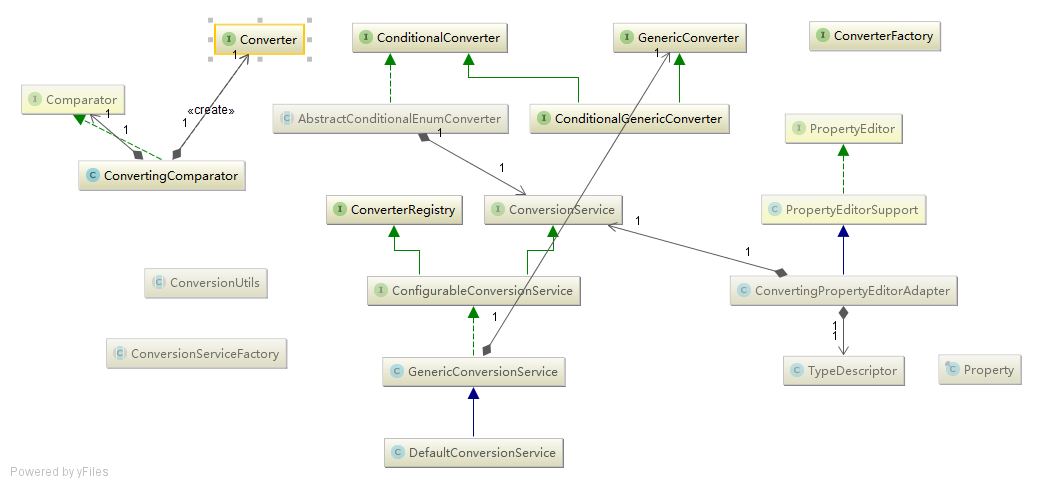 I Converter
I ConditionalConverter
I GenericConverter
I ConverterFactory
1
1
I Comparator
1
«create»
1
1
C AbstractConditionalEnumConverter
1
I ConditionalGenericConverter
I PropertyEditor
C ConvertingComparator
1
I ConverterRegistry
I ConversionService
1
C PropertyEditorSupport
1
C ConversionUtils
I ConfigurableConversionService
C ConvertingPropertyEditorAdapter
1
1
1
C ConversionServiceFactory
C GenericConversionService
C TypeDescriptor
C Property
C DefaultConversionService
Powered by yFiles